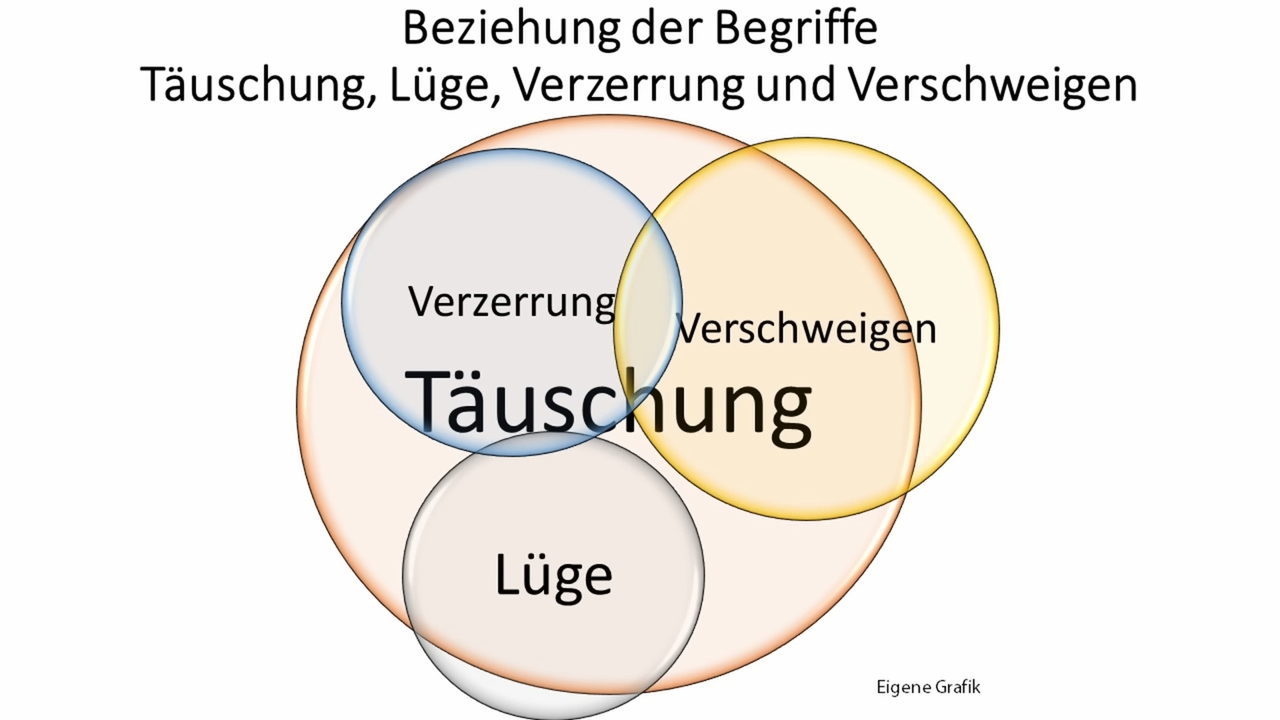 Beziehung der Begriffe
Täuschung, Lüge, Verzerrung und Verschweigen
Verzerrung
Verschweigen
Täuschung
Lüge
Eigene Grafik